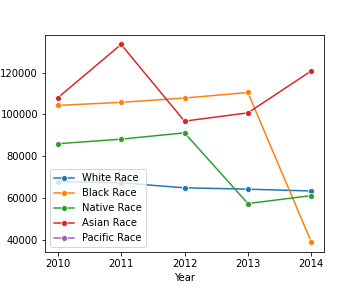 120000
100000
80000
60000
40000
White Race
Black Race
Native Race
Asian Race
Pacific Race
2010 2011 2012 2013 2014
Year